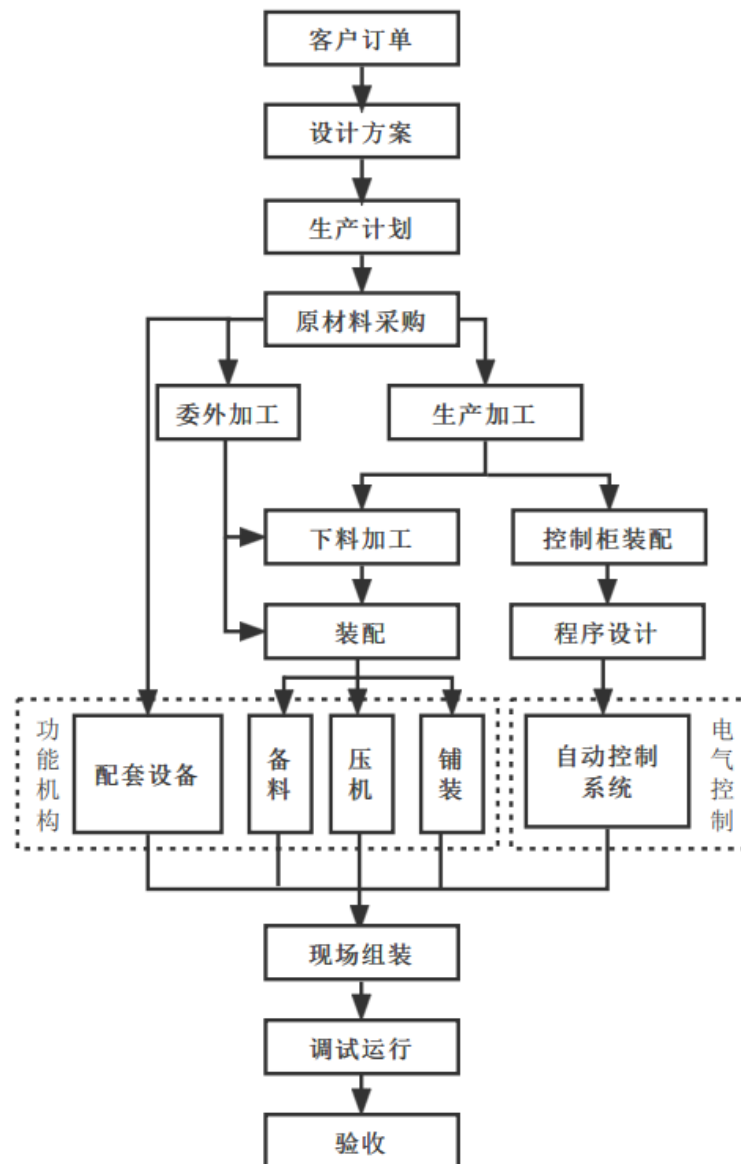 客户订单
设计方案
生产计划
原材料采购
委外加工
生产加工
下料加工
控制柜装配
装配
程序设计
功能机构
配套设备
备料
压机
铺装
自动控制
系统
电气控制
现场组装
调试运行
验收